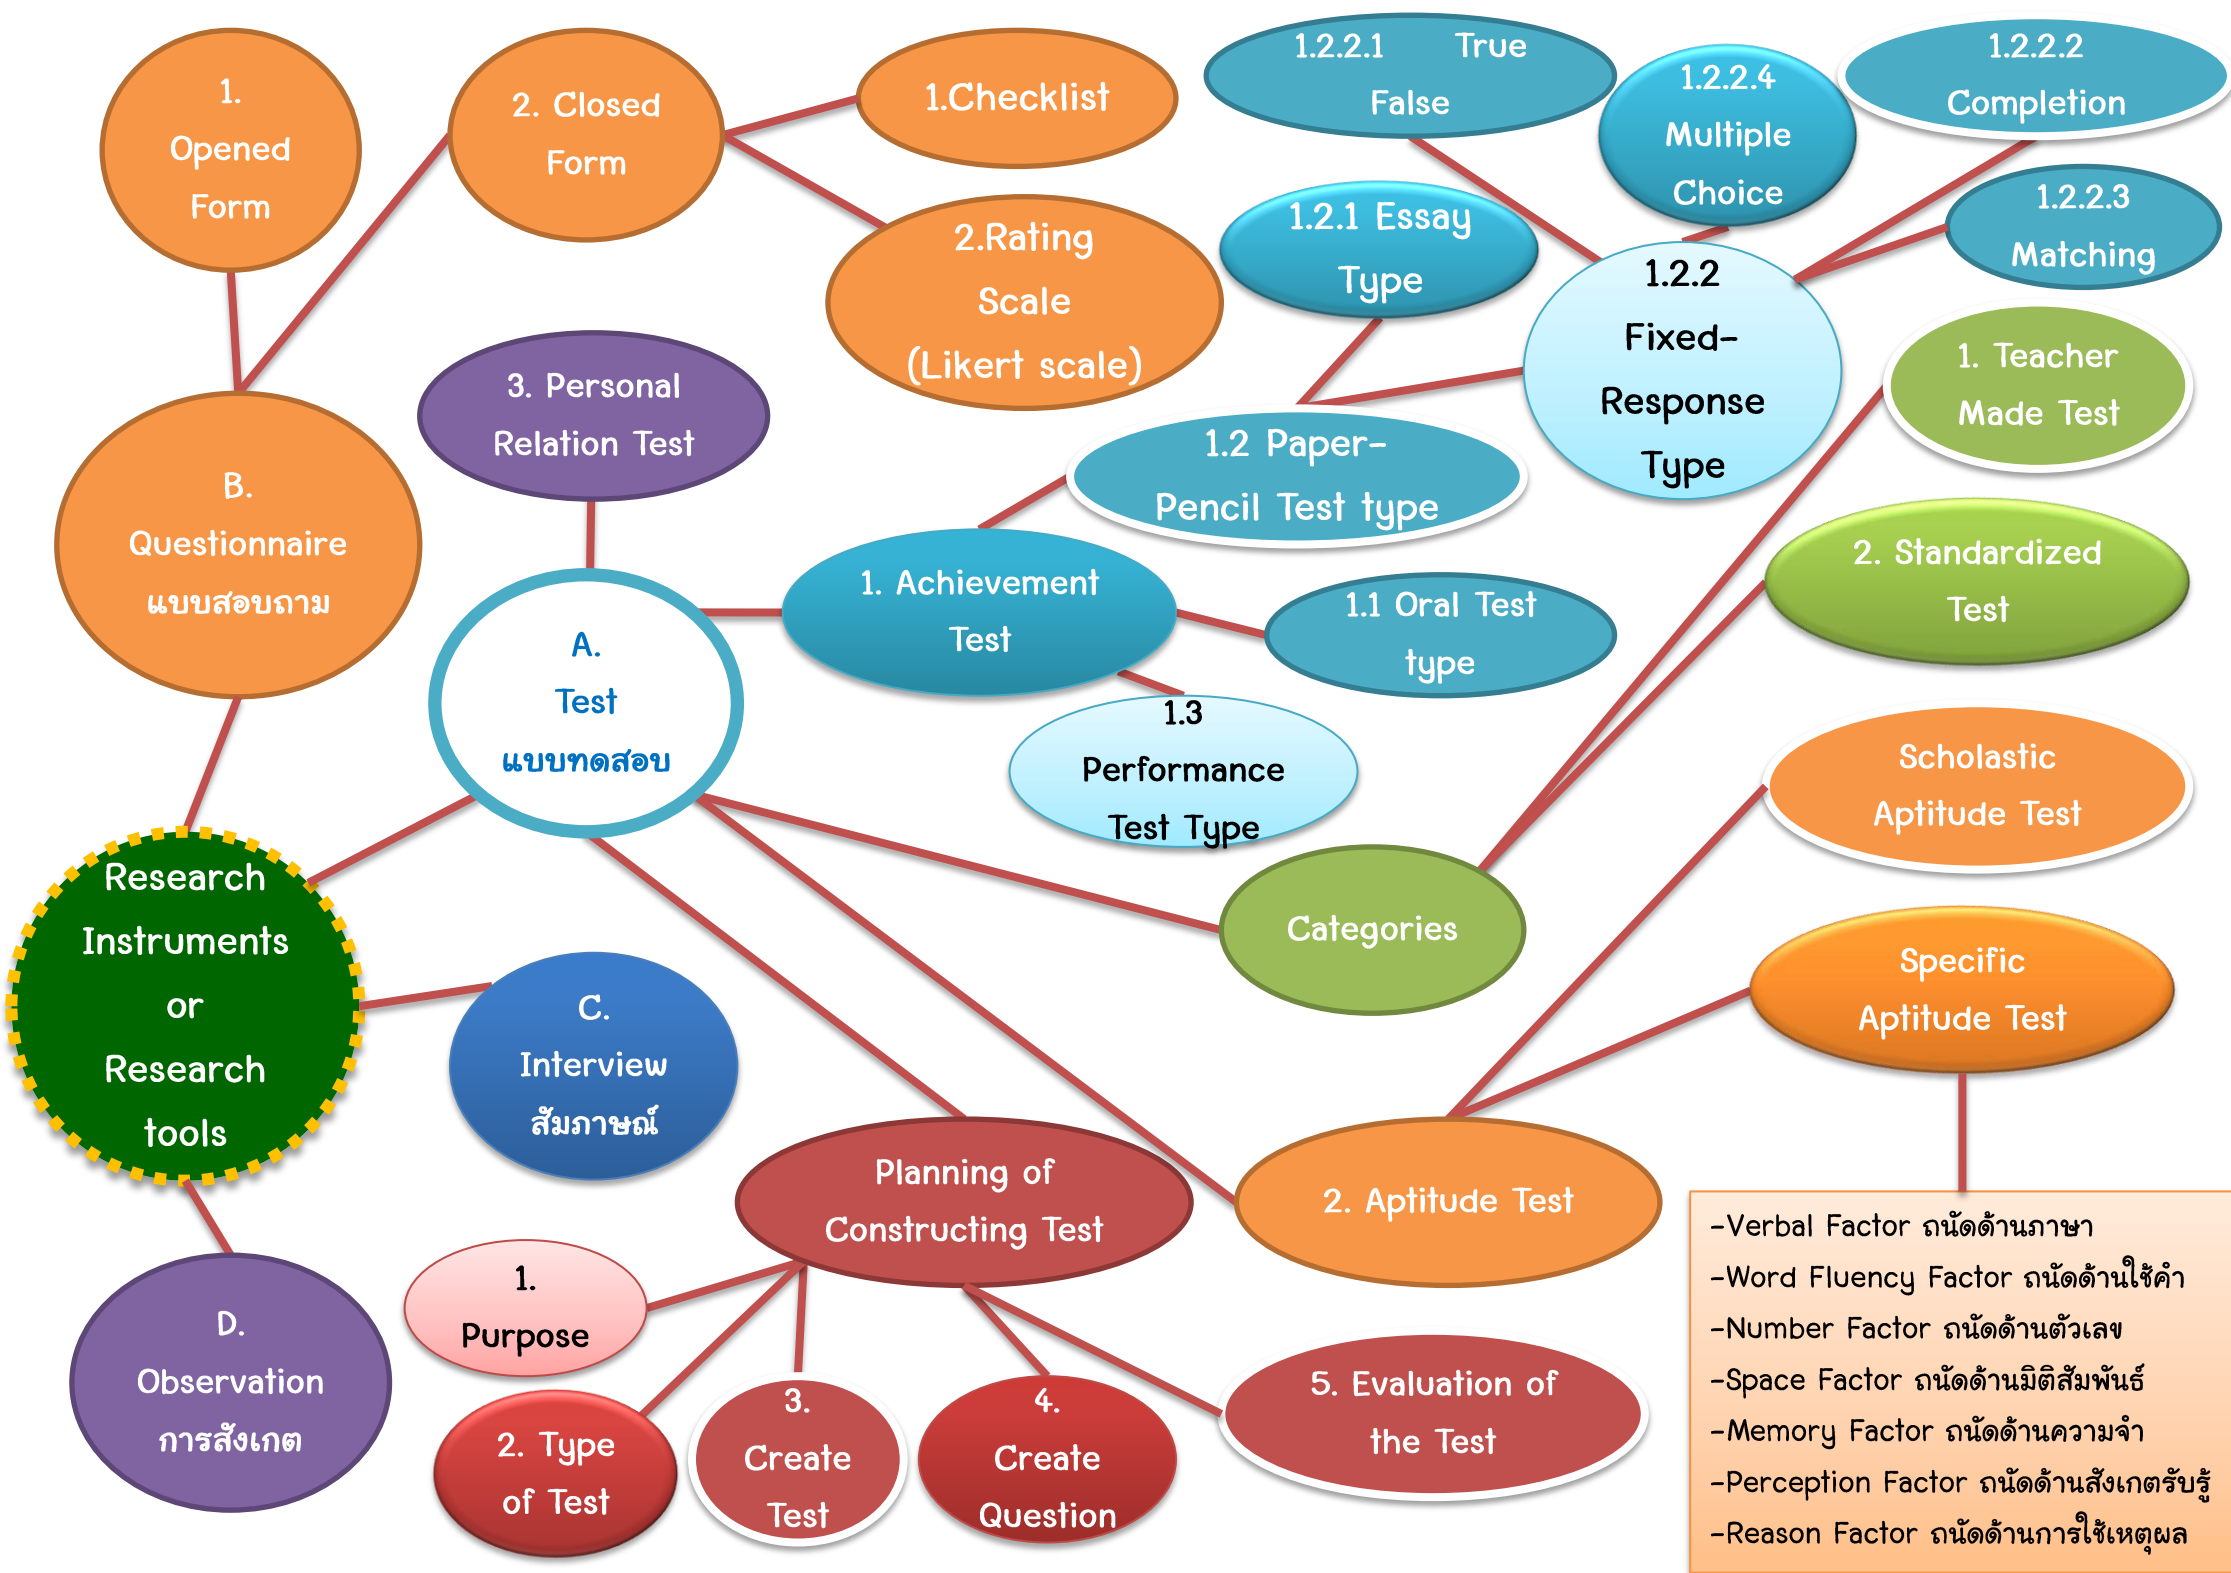 1.
Opened
Form
2. Closed
Form
1.Checklist
2.Rating
Scale
(Likert scale)
B.
Questionnaire
แบบสอบถาม
Research
Instruments
or
Research
tools
A.
Test
แบบทดสอบ
3. Personal
Relation Test
1. Achievement
Test
1.1 Oral Test
type
1.2 Paper-
Pencil Test type
1.2.1 Essay
Type
1.2.2
Fixed-
Response
Type
1.2.2.1 True
False
1.2.2.4
Multiple
Choice
1.2.2.2
Completion
1.2.2.3
Matching
1.3
Performance
Test Type
Categories
1. Teacher
Made Test
2. Standardized
Test
2. Aptitude Test
Scholastic
Aptitude Test
Specific
Aptitude Test
-Verbal Factor ถนัดด้านภาษา
-Word Fluency Factor ถนัดด้านใช้คำ
-Number Factor ถนัดด้านตัวเลข
-Space Factor ถนัดด้านมิติสัมพันธ์
-Memory Factor ถนัดด้านความจำ
-Perception Factor ถนัดด้านสังเกตรับรู้
-Reason Factor ถนัดด้านการใช้เหตุผล
Planning of
Constructing Test
1.
Purpose
2. Type
of Test
3.
Create
Test
4.
Create
Question
5. Evaluation of
the Test
C.
Interview
สัมภาษณ์
D.
Observation
การสังเกต